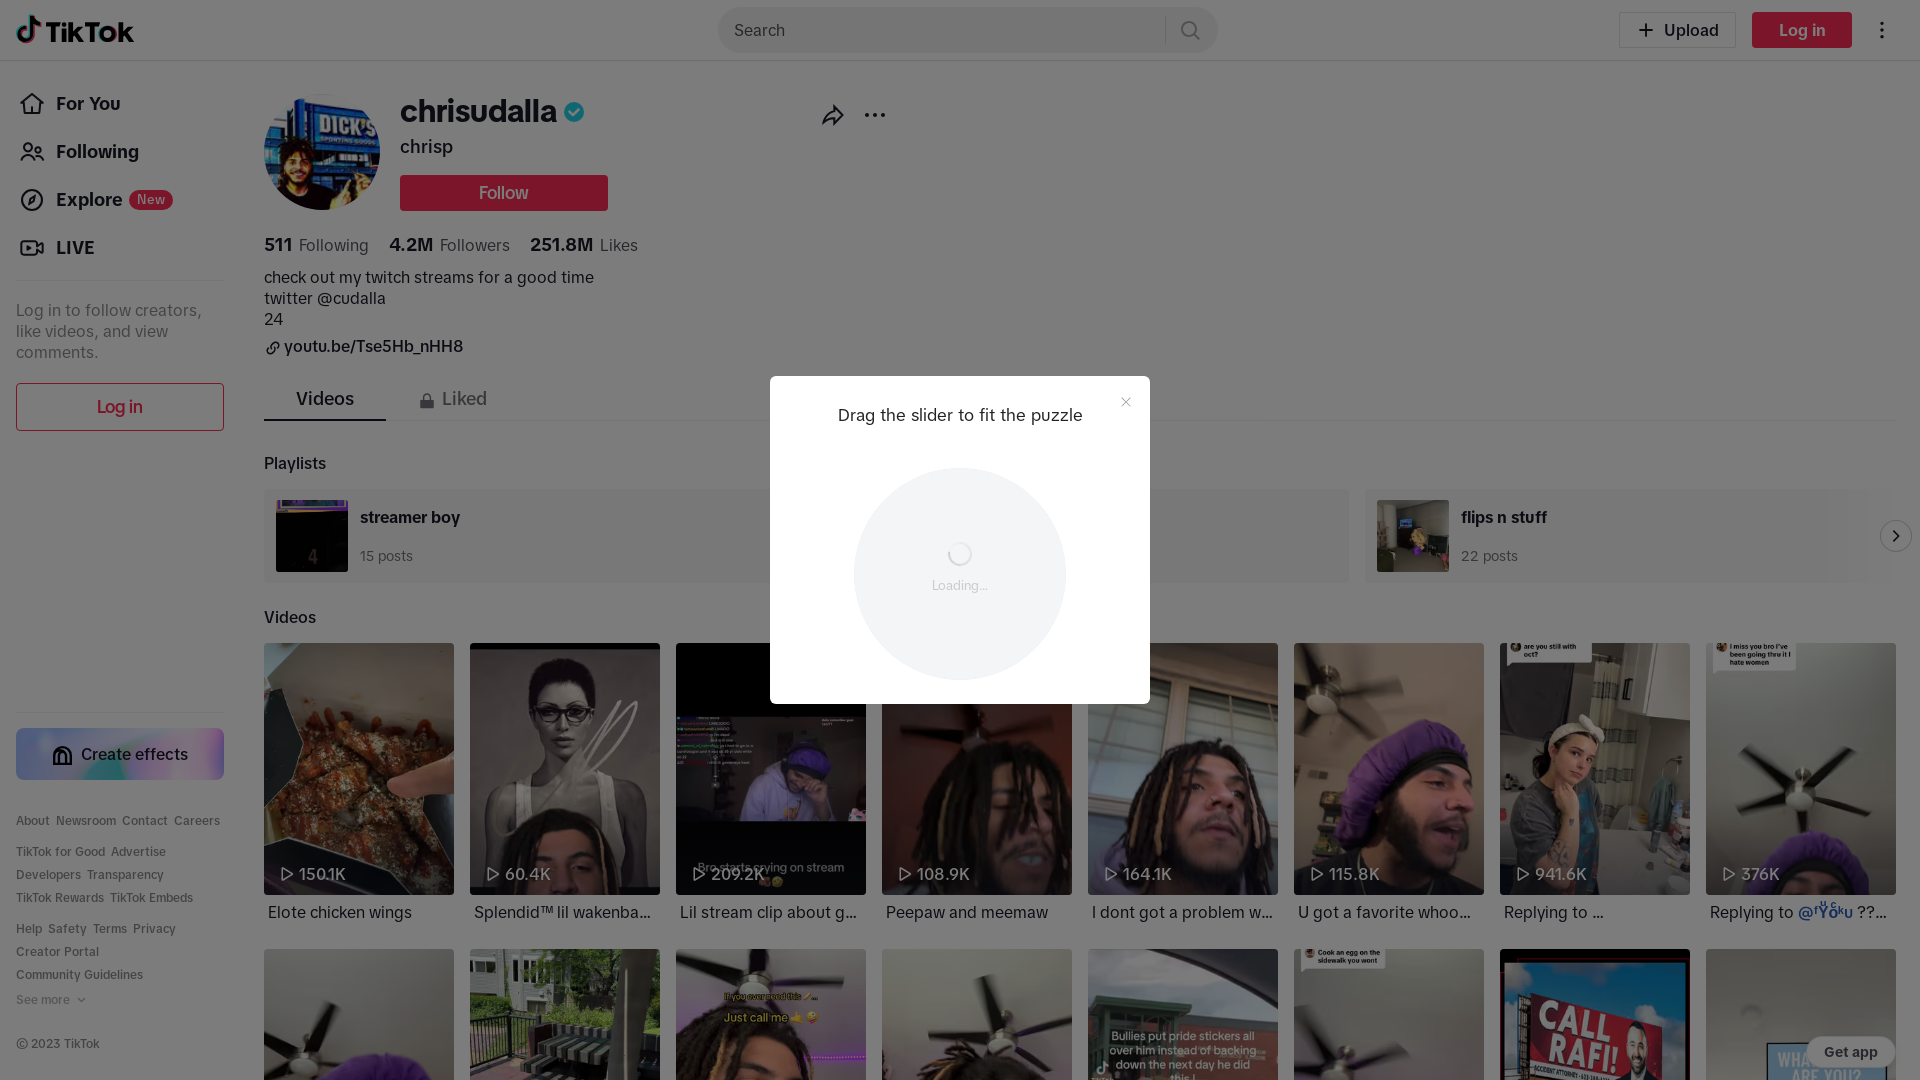 TikTok
Search
Upload
Log in
For You
Following
Explore New
LIVE
Log in to follow creators,
like videos, and view
comments.
Log in
Create effects
About Newsroom Contact Careers
TikTok for Good Advertise
Developers Transparency
TikTok Rewards TikTok Embeds
Help Safety Terms Privacy
Creator Portal
Community Guidelines
See more
© 2023 TikTok
DICK'S
SPORTING GOODS
chrisudalla
chrisp
Follow
511 Following 4.2M Followers 251.8M Likes
check out my twitch streams for a good time
twitter @cudalla
24
youtu.be/Tse5Hb_nHH8
Videos Liked
Drag the slider to fit the puzzle
Loading...
Playlists
4
streamer boy
15 posts
flips n stuff
22 posts
Videos
150.1K
Elote chicken wings
60.4K
Splendid™ lil wakenba...
Bro starts crying on stream
209.2K
Lil stream clip about g...
108.9K
Peepaw and meemaw
164.1K
I dont got a problem w...
115.8K
U got a favorite whoo...
are you still with
oct?
941.6K
Replying to ...
I miss you bro I've
been going thru it I
hate women
376K
Replying to
??...
If you ever need this
Just call me
Bullies put pride stickers all
over him instead of backing
down the next day he did
this !
Cook an egg on the
sidewalk you wont
CALL
RAFI!
ARE YOU?
Get app